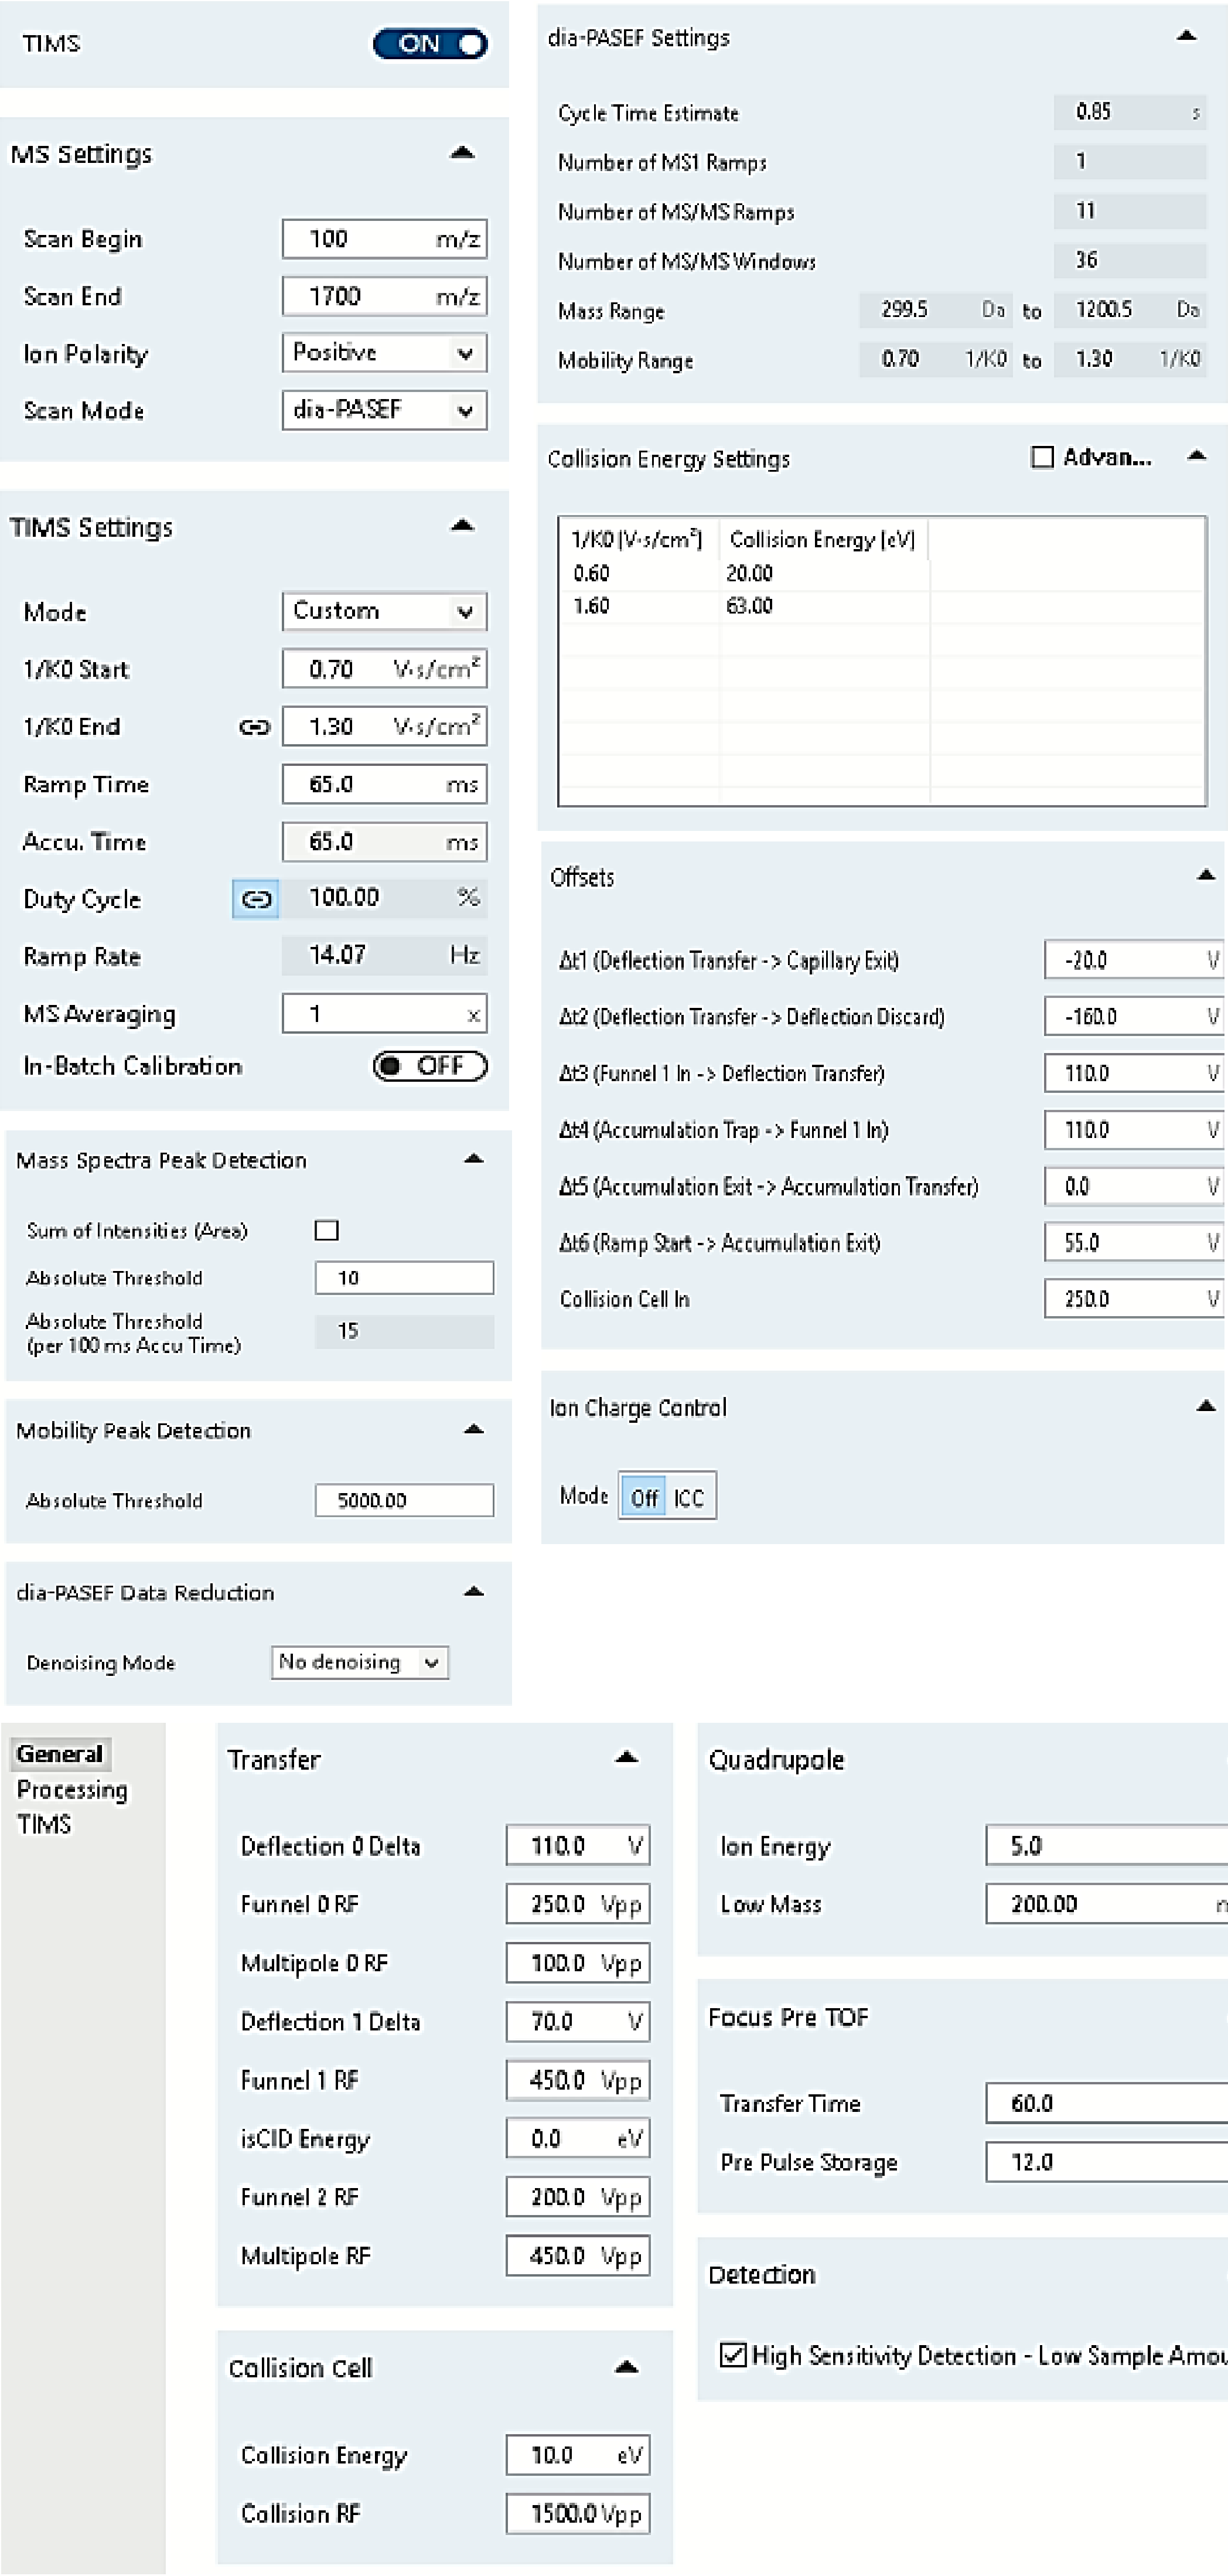 TIMS ON
MS Settings
Scan Begin 100 m/z
Scan End 1700 m/z
Ion Polarity Positive
Scan Mode dia-PASEF
TIMS Settings
Mode Custom
1/K0 Start 0.70 V·s/cm²
1/K0 End 1.30 V·s/cm²
Ramp Time 65.0 ms
Accu. Time 65.0 ms
Duty Cycle 100.00 %
Ramp Rate 14.07 Hz
MS Averaging 1 x
In-Batch Calibration OFF
Mass Spectra Peak Detection
Sum of Intensities (Area)
Absolute Threshold 10
Absolute Threshold
(per 100 ms Accu Time) 15
Mobility Peak Detection
Absolute Threshold 5000.00
dia-PASEF Data Reduction
Denoising Mode No denoising
dia-PASEF Settings
Cycle Time Estimate 0.85 s
Number of MS1 Ramps 1
Number of MS/MS Ramps 11
Number of MS/MS Windows 36
Mass Range 299.5 Da to 1200.5 Da
Mobility Range 0.70 1/K0 to 1.30 1/K0
Collision Energy Settings Advan...
1/K0 [V·s/cm²] Collision Energy [eV]
0.60 20.00
1.60 63.00
Offsets
Δt1 (Deflection Transfer -> Capillary Exit) -20.0 V
Δt2 (Deflection Transfer -> Deflection Discard) -160.0 V
Δt3 (Funnel 1 In -> Deflection Transfer) 110.0 V
Δt4 (Accumulation Trap -> Funnel 1 In) 110.0 V
Δt5 (Accumulation Exit -> Accumulation Transfer) 0.0 V
Δt6 (Ramp Start -> Accumulation Exit) 55.0 V
Collision Cell In 250.0 V
Ion Charge Control
Mode Off ICC
General
Processing
TIMS
Transfer
Deflection 0 Delta 110.0 V
Funnel 0 RF 250.0 Vpp
Multipole 0 RF 100.0 Vpp
Deflection 1 Delta 70.0 V
Funnel 1 RF 450.0 Vpp
isCID Energy 0.0 eV
Funnel 2 RF 200.0 Vpp
Multipole RF 450.0 Vpp
Collision Cell
Collision Energy 10.0 eV
Collision RF 1500.0 Vpp
Quadrupole
Ion Energy 5.0
Low Mass 200.00
Focus Pre TOF
Transfer Time 60.0
Pre Pulse Storage 12.0
Detection
High Sensitivity Detection - Low Sample Amou